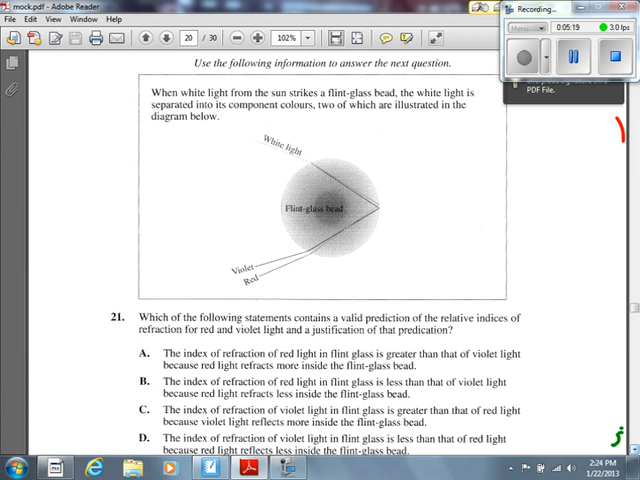 mock.pdf - Adobe Reader
File Edit View Window Help
20 / 30
102%
Recording...
Menu
0:05:19
3.0 fps
PDF File.
Use the following information to answer the next question.
When white light from the sun strikes a flint-glass bead, the white light is
separated into its component colours, two of which are illustrated in the
diagram below.
White light
Flint-glass bead
Violet
Red
21. Which of the following statements contains a valid prediction of the relative indices of
refraction for red and violet light and a justification of that predication?
A. The index of refraction of red light in flint glass is greater than that of violet light
because red light refracts more inside the flint-glass bead.
B. The index of refraction of red light in flint glass is less than that of violet light
because red light refracts less inside the flint-glass bead.
C. The index of refraction of violet light in flint glass is greater than that of red light
because violet light reflects more inside the flint-glass bead.
D. The index of refraction of violet light in flint glass is less than that of red light
because red light reflects less inside the flint-glass bead.
2:24 PM
1/22/2013